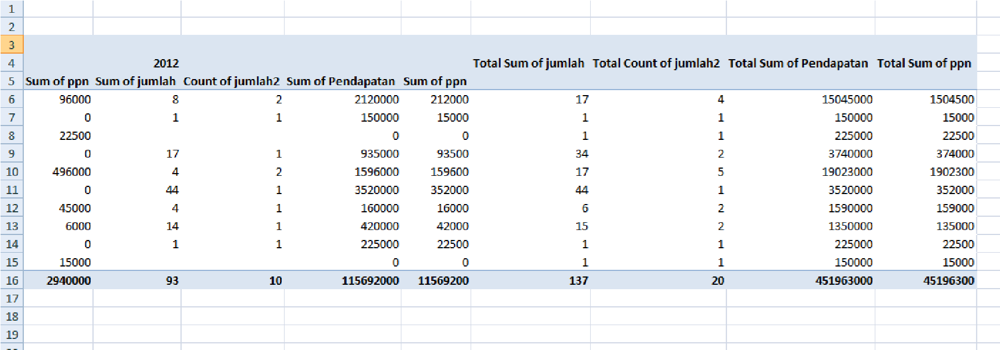 1
2
3
4 2012 Total Sum of jumlah Total Count of jumlah2 Total Sum of Pendapatan Total Sum of ppn
5 Sum of ppn Sum of jumlah Count of jumlah2 Sum of Pendapatan Sum of ppn
6 96000 8 2 2120000 212000 17 4 15045000 1504500
7 0 1 1 150000 15000 1 1 150000 15000
8 22500 0 0 1 1 225000 22500
9 0 17 1 935000 93500 34 2 3740000 374000
10 496000 4 2 1596000 159600 17 5 19023000 1902300
11 0 44 1 3520000 352000 44 1 3520000 352000
12 45000 4 1 160000 16000 6 2 1590000 159000
13 6000 14 1 420000 42000 15 2 1350000 135000
14 0 1 1 225000 22500 1 1 225000 22500
15 15000 0 0 1 1 150000 15000
16 2940000 93 10 115692000 11569200 137 20 451963000 45196300
17
18
19